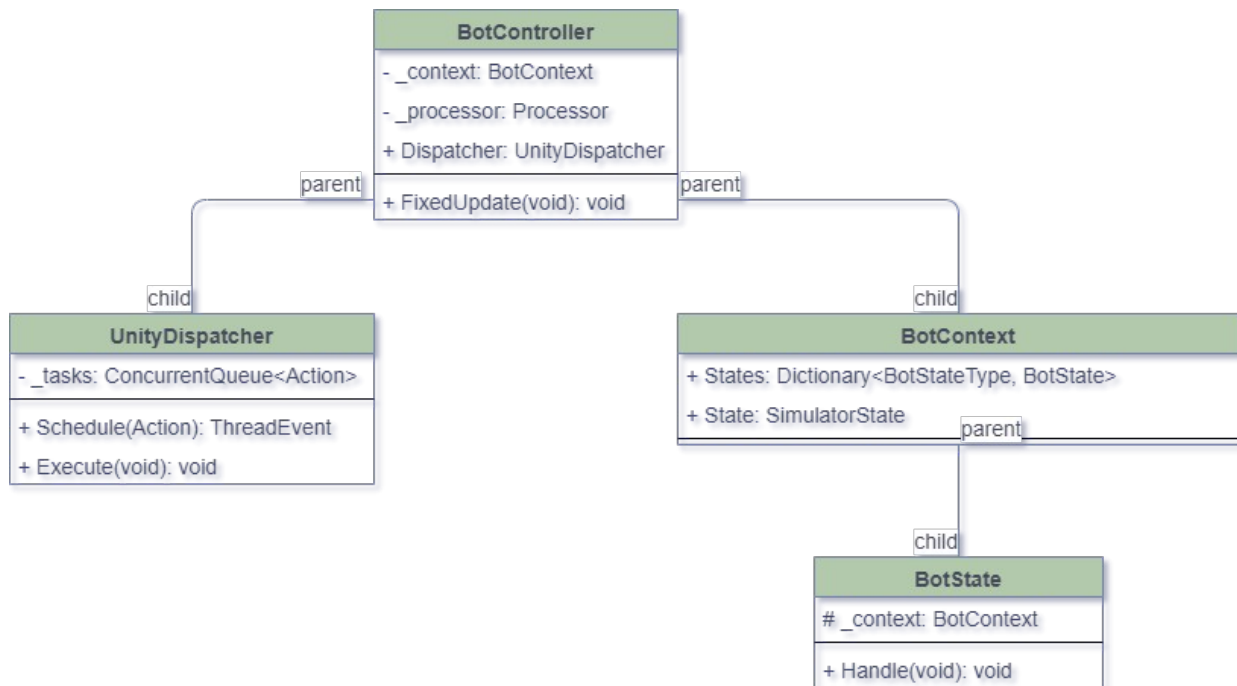 BotController
- _context: BotContext
- _processor: Processor
+ Dispatcher: UnityDispatcher
+ FixedUpdate(void): void
parent
parent
child
child
UnityDispatcher
- _tasks: ConcurrentQueue<Action>
+ Schedule(Action): ThreadEvent
+ Execute(void): void
BotContext
+ States: Dictionary<BotStateType, BotState>
+ State: SimulatorState
parent
child
BotState
# _context: BotContext
+ Handle(void): void